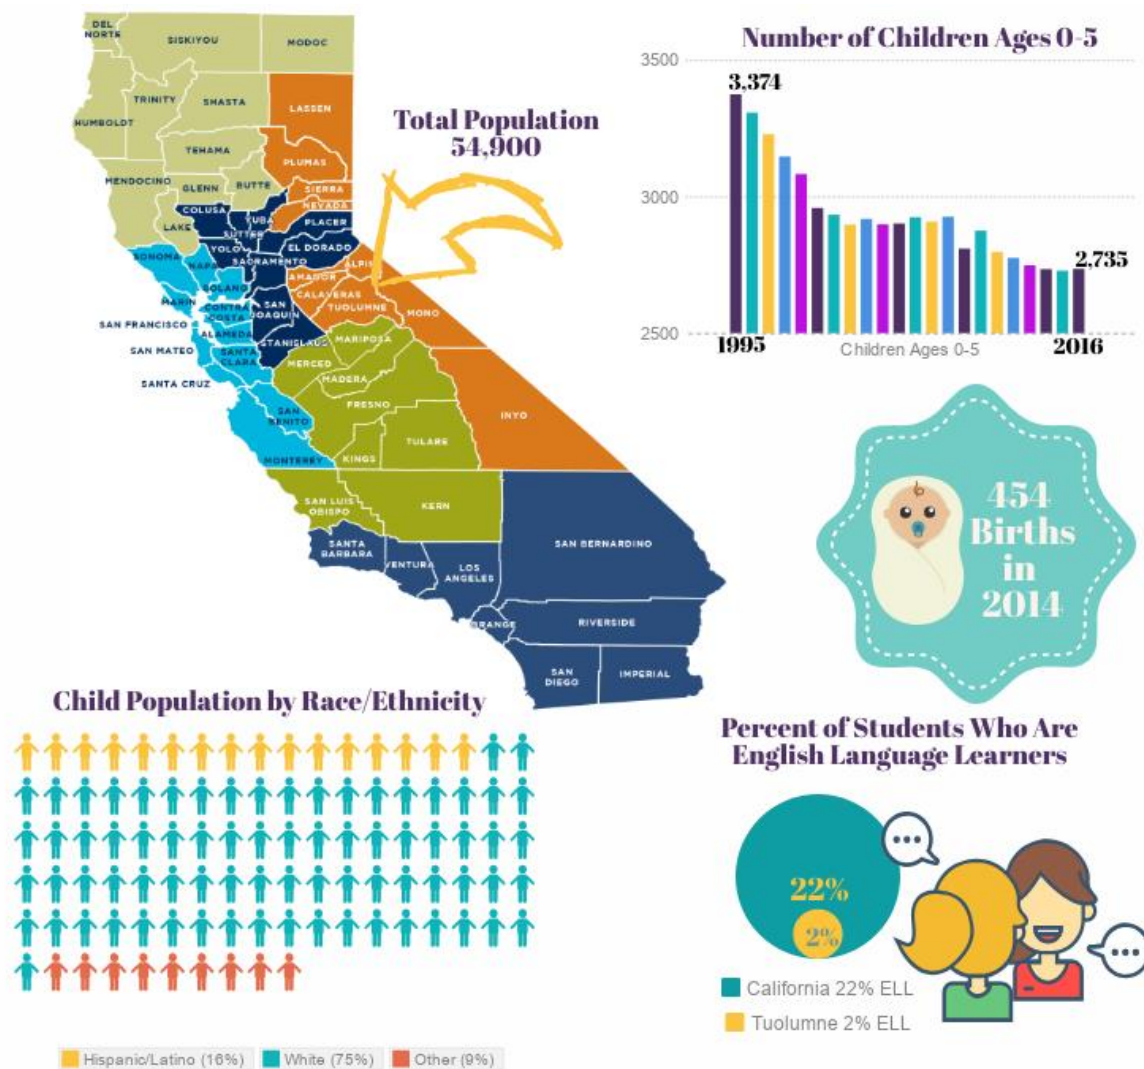 DEL
NORTE
SISKIYOU
MODOC
TRINITY
SHASTA
LASSEN
HUMBOLDT
TEHAMA
PLUMAS
MENDOCINO
GLENN
BUTTE
SIERRA
NEVADA
COLUSA
YUBA
PLACER
LAKE
SUTTER
YOLO
EL DORADO
SONOMA
NAPA
SACRAMENTO
ALPINE
AMADOR
SOLANO
CALAVERAS
MARIN
CONTRA
COSTA
SAN
JOAQUIN
TUOLUMNE
MONO
SAN FRANCISCO
ALAMEDA
STANISLAUS
MARIPOSA
SAN MATEO
SANTA
CLARA
MERCED
SANTA CRUZ
MADERA
FRESNO
INYO
SAN
BENITO
TULARE
MONTEREY
KINGS
SAN LUIS
OBISPO
KERN
SANTA
BARBARA
VENTURA
LOS
ANGELES
SAN BERNARDINO
ORANGE
RIVERSIDE
SAN
DIEGO
IMPERIAL
Total Population
54,900
Number of Children Ages 0-5
3500
3,374
3000
2,735
2500
1995
Children Ages 0-5
2016
454
Births
in
2014
Child Population by Race/Ethnicity
Hispanic/Latino (16%)
White (75%)
Other (9%)
Percent of Students Who Are
English Language Learners
22%
2%
California 22% ELL
Tuolumne 2% ELL